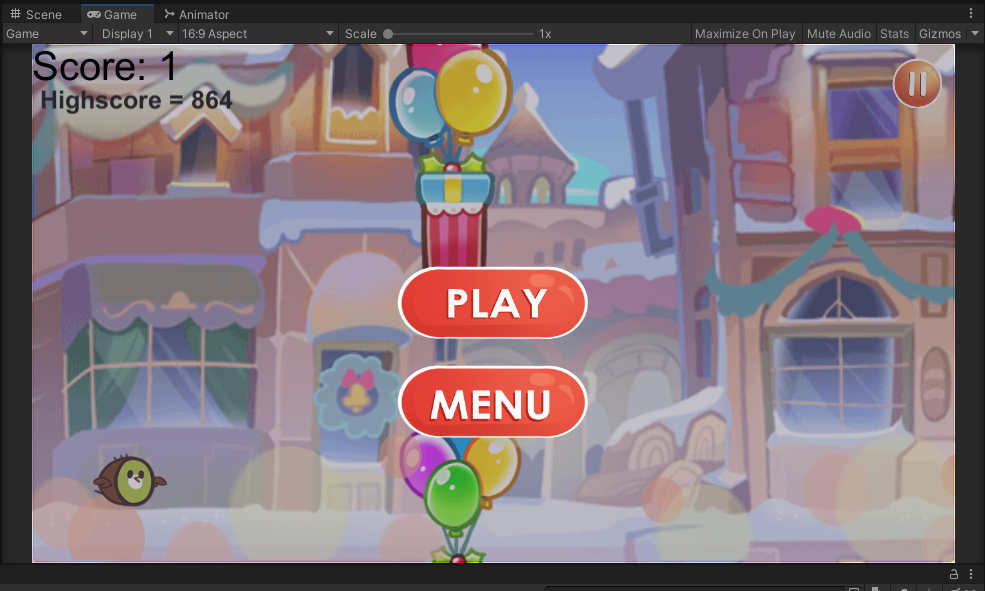 Scene Game Animator
Game Display 1 16:9 Aspect Scale 1x Maximize On Play Mute Audio Stats Gizmos
Score: 1
Highscore = 864
PLAY
MENU